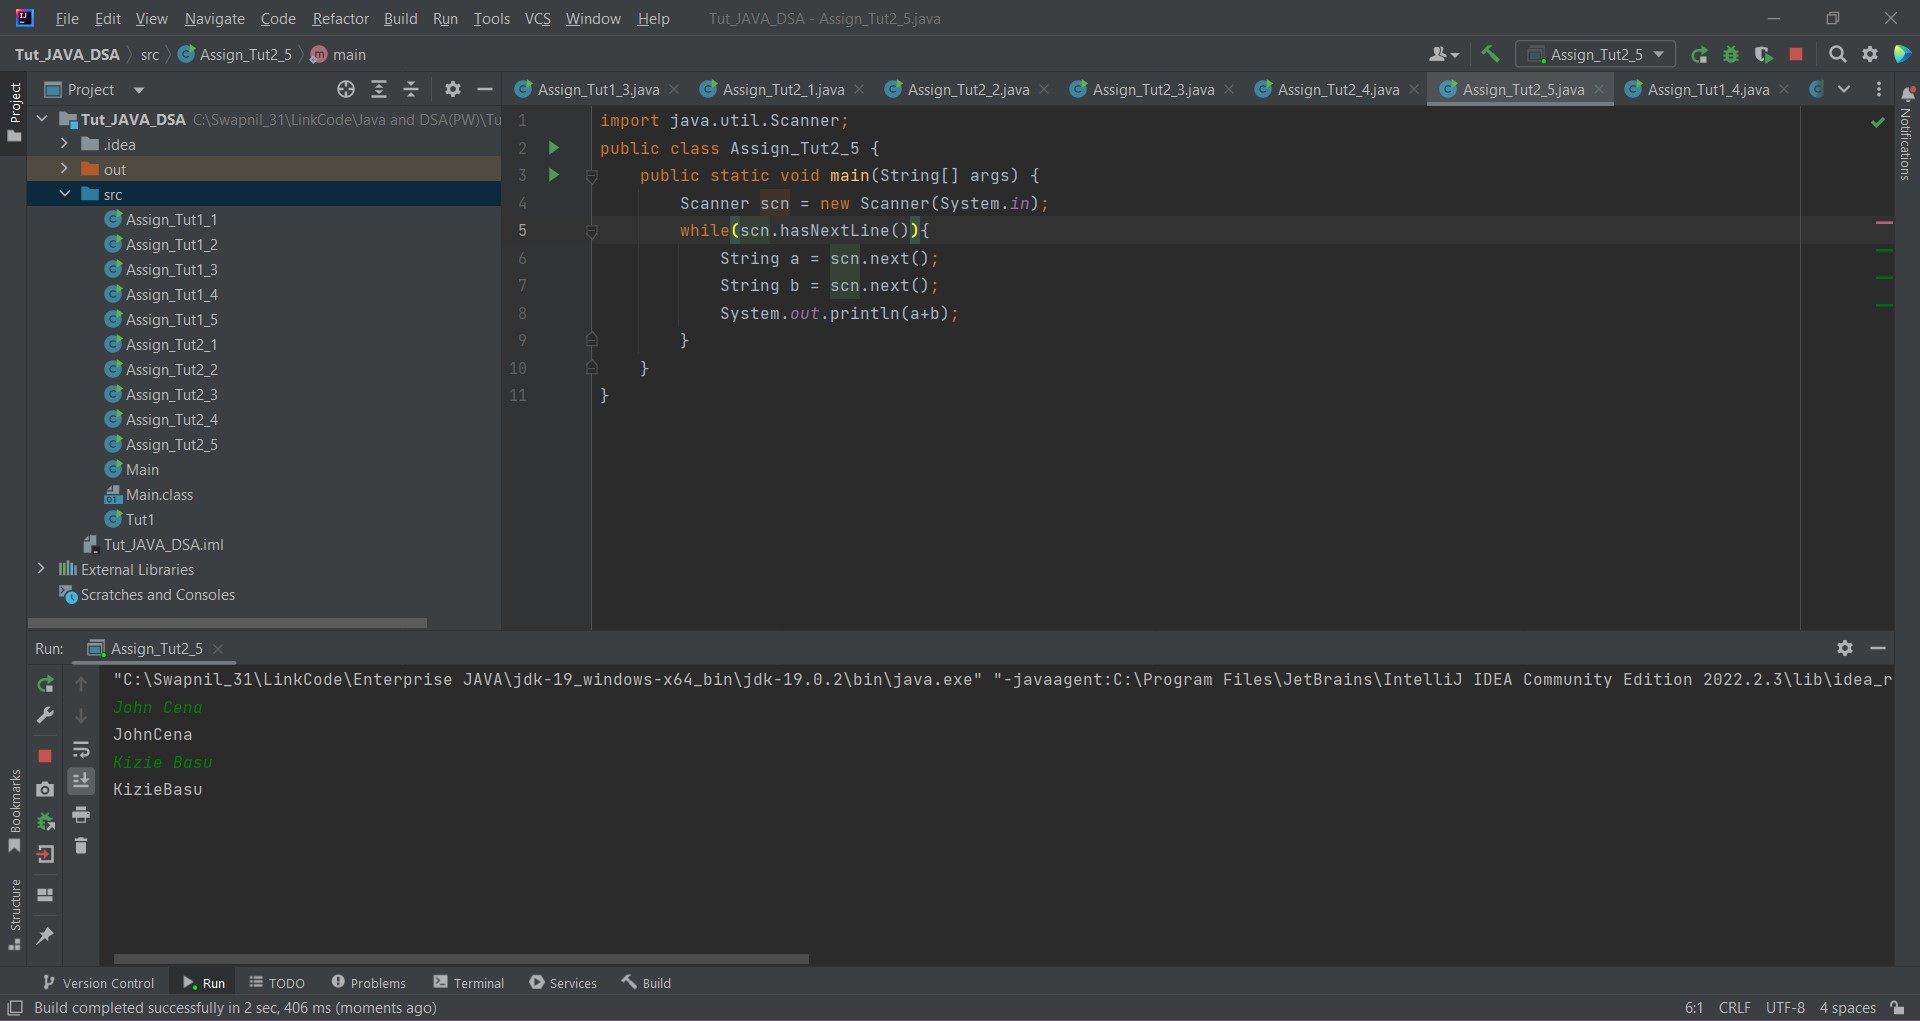 File Edit View Navigate Code Refactor Build Run Tools VCS Window Help Tut_JAVA_DSA - Assign_Tut2_5.java
Tut_JAVA_DSA src Assign_Tut2_5 main Assign_Tut2_5
Project
Assign_Tut1_3.java Assign_Tut2_1.java Assign_Tut2_2.java Assign_Tut2_3.java Assign_Tut2_4.java Assign_Tut2_5.java Assign_Tut1_4.java
Project
Notifications
Tut_JAVA_DSA C:\Swapnil_31\LinkCode\Java and DSA(PW)\Tu
.idea
out
src
Assign_Tut1_1
Assign_Tut1_2
Assign_Tut1_3
Assign_Tut1_4
Assign_Tut1_5
Assign_Tut2_1
Assign_Tut2_2
Assign_Tut2_3
Assign_Tut2_4
Assign_Tut2_5
Main
Main.class
Tut1
Tut_JAVA_DSA.iml
External Libraries
Scratches and Consoles
1 import java.util.Scanner;
2 public class Assign_Tut2_5 {
3 public static void main(String[] args) {
4 Scanner scn = new Scanner(System.in);
5 while(scn.hasNextLine()){
6 String a = scn.next();
7 String b = scn.next();
8 System.out.println(a+b);
9 }
10 }
11 }
Run: Assign_Tut2_5
"C:\Swapnil_31\LinkCode\Enterprise JAVA\jdk-19_windows-x64_bin\jdk-19.0.2\bin\java.exe" "-javaagent:C:\Program Files\JetBrains\IntelliJ IDEA Community Edition 2022.2.3\lib\idea_r
John Cena
JohnCena
Kizie Basu
KizieBasu
Bookmarks
Structure
Version Control Run TODO Problems Terminal Services Build
Build completed successfully in 2 sec, 406 ms (moments ago) 6:1 CRLF UTF-8 4 spaces